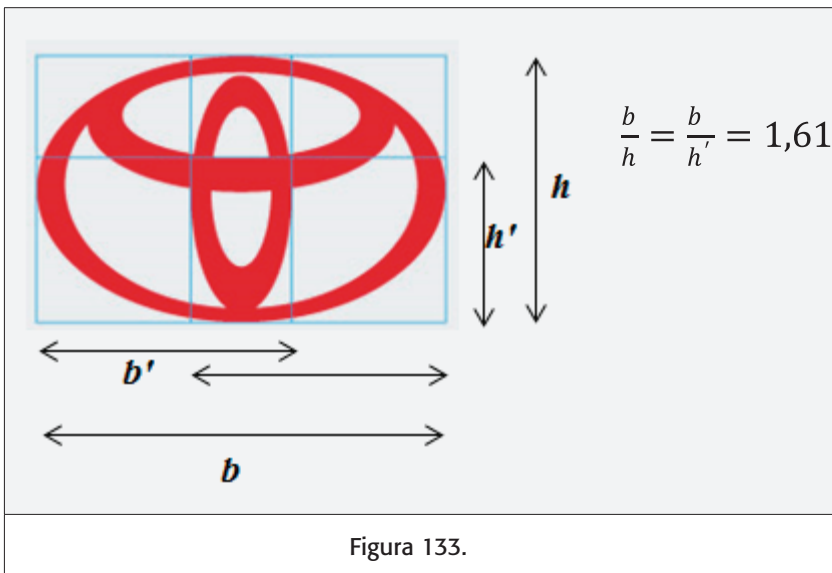 b/h = b/h' = 1,61
h
h'
b'
b
Figura 133.